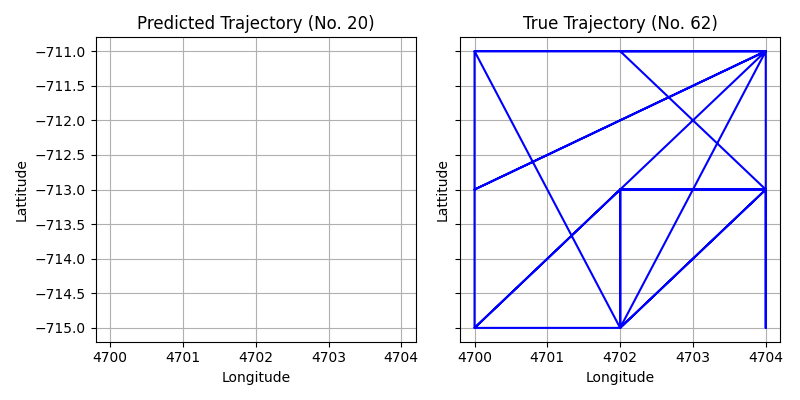 Predicted Trajectory (No. 20)
True Trajectory (No. 62)
−711.0
−711.5
−712.0
−712.5
−713.0
−713.5
−714.0
−714.5
−715.0
Lattitude
Lattitude
4700 4701 4702 4703 4704
4700 4701 4702 4703 4704
Longitude
Longitude